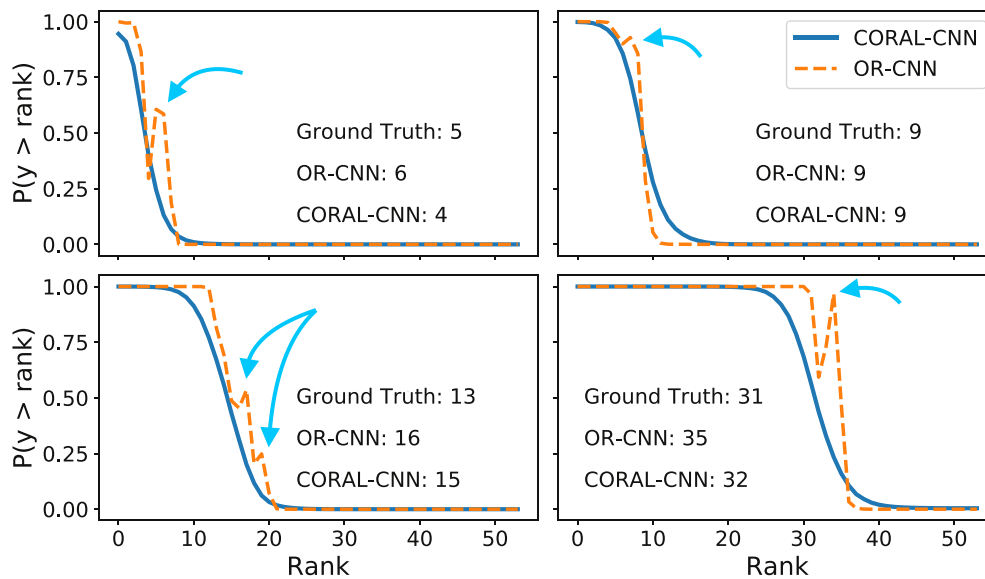 1.00
0.75
0.50
0.25
0.00
P(y > rank)
Ground Truth: 5
OR-CNN: 6
CORAL-CNN: 4
CORAL-CNN
OR-CNN
Ground Truth: 9
OR-CNN: 9
CORAL-CNN: 9
1.00
0.75
0.50
0.25
0.00
P(y > rank)
Ground Truth: 13
OR-CNN: 16
CORAL-CNN: 15
0 10 20 30 40 50
Rank
Ground Truth: 31
OR-CNN: 35
CORAL-CNN: 32
0 10 20 30 40 50
Rank